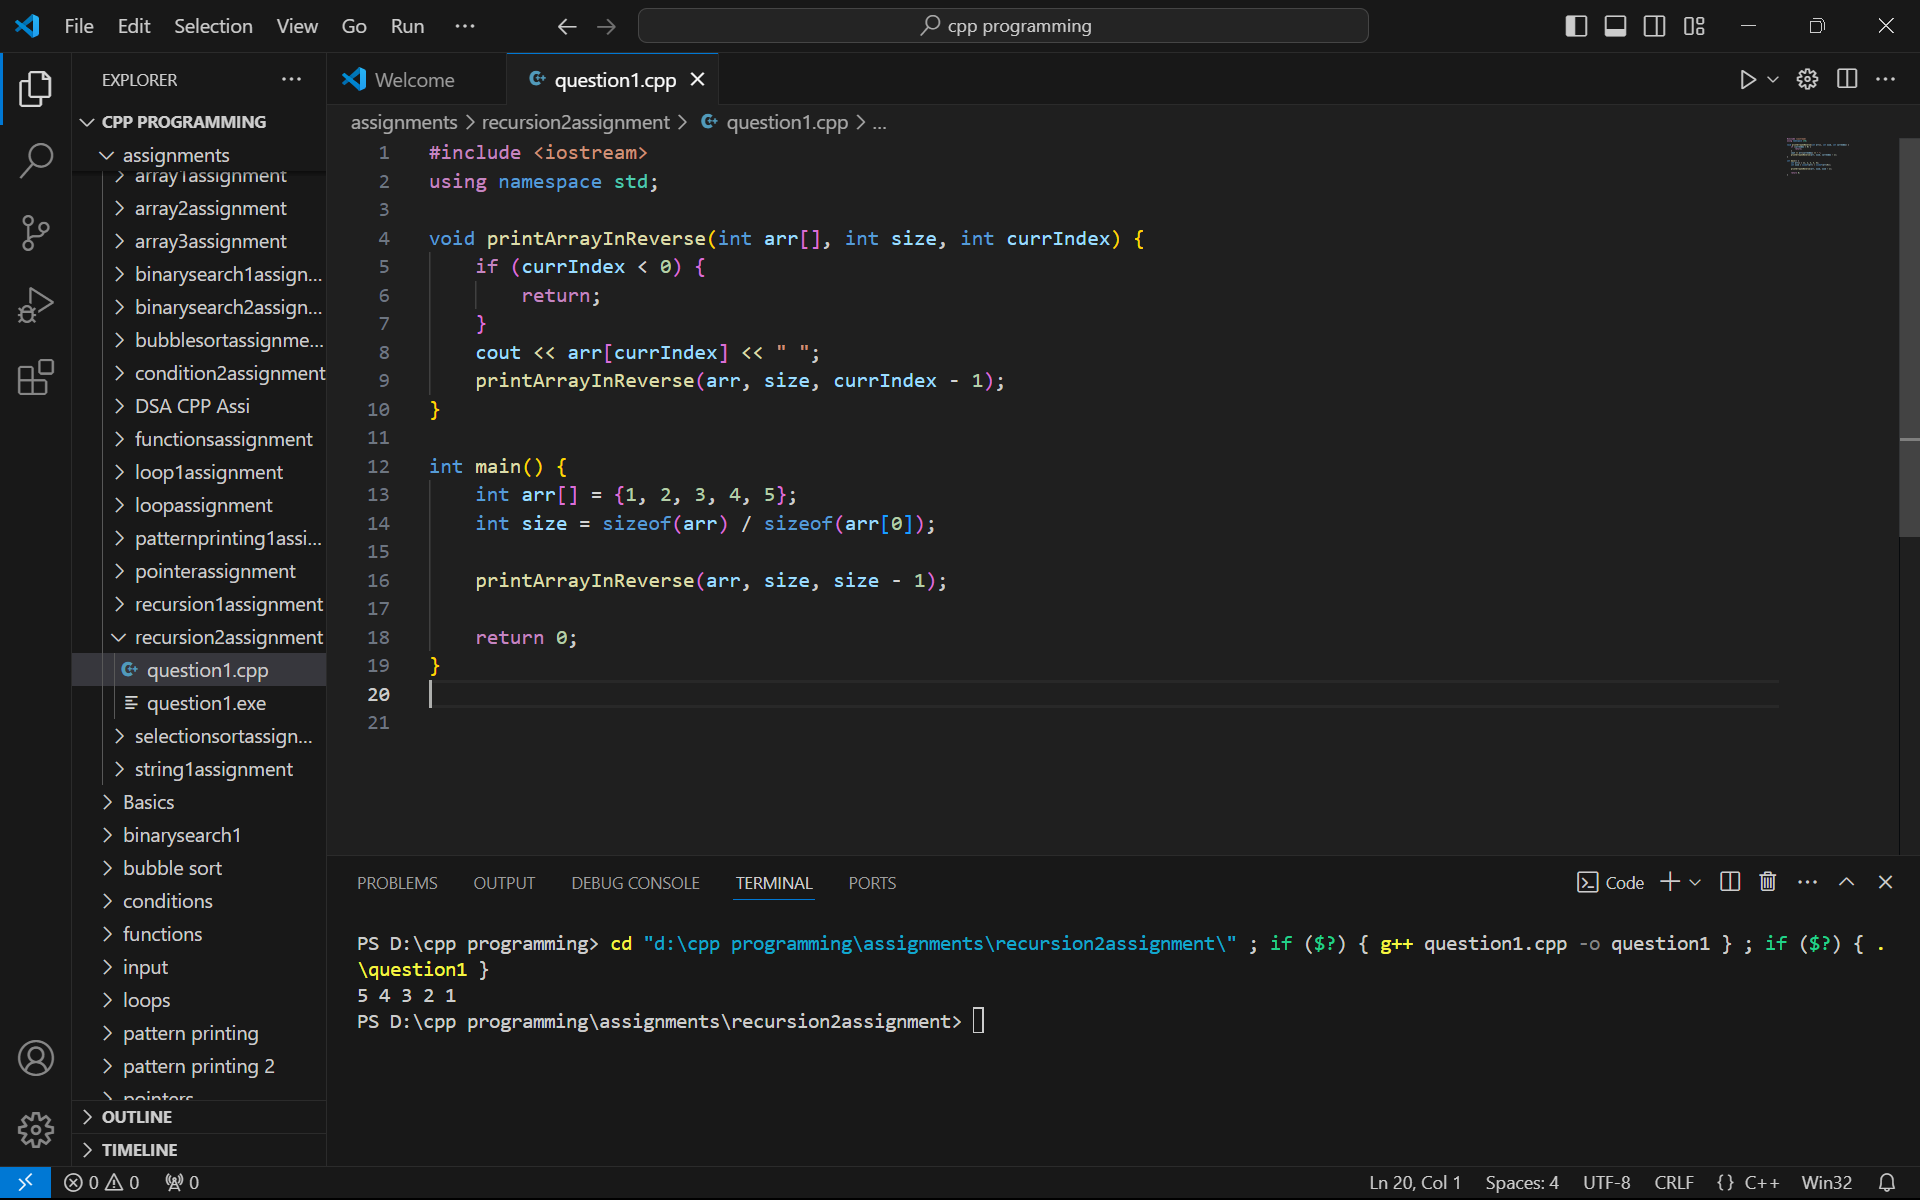 File Edit Selection View Go Run ···
cpp programming
EXPLORER ···
CPP PROGRAMMING
assignments
array1assignment
array2assignment
array3assignment
binarysearch1assign...
binarysearch2assign...
bubblesortassignme...
condition2assignment
DSA CPP Assi
functionsassignment
loop1assignment
loopassignment
patternprinting1assi...
pointerassignment
recursion1assignment
recursion2assignment
question1.cpp
question1.exe
selectionsortassign...
string1assignment
Basics
binarysearch1
bubble sort
conditions
functions
input
loops
pattern printing
pattern printing 2
pointers
OUTLINE
TIMELINE
Welcome question1.cpp
assignments > recursion2assignment > question1.cpp > ...
1 #include <iostream>
2 using namespace std;
3
4 void printArrayInReverse(int arr[], int size, int currIndex) {
5     if (currIndex < 0) {
6         return;
7     }
8     cout << arr[currIndex] << " ";
9     printArrayInReverse(arr, size, currIndex - 1);
10 }
11
12 int main() {
13     int arr[] = {1, 2, 3, 4, 5};
14     int size = sizeof(arr) / sizeof(arr[0]);
15
16     printArrayInReverse(arr, size, size - 1);
17
18     return 0;
19 }
20
21
PROBLEMS OUTPUT DEBUG CONSOLE TERMINAL PORTS Code
PS D:\cpp programming> cd "d:\cpp programming\assignments\recursion2assignment\" ; if ($?) { g++ question1.cpp -o question1 } ; if ($?) { .
\question1 }
5 4 3 2 1
PS D:\cpp programming\assignments\recursion2assignment>
0 0 0 Ln 20, Col 1 Spaces: 4 UTF-8 CRLF {} C++ Win32